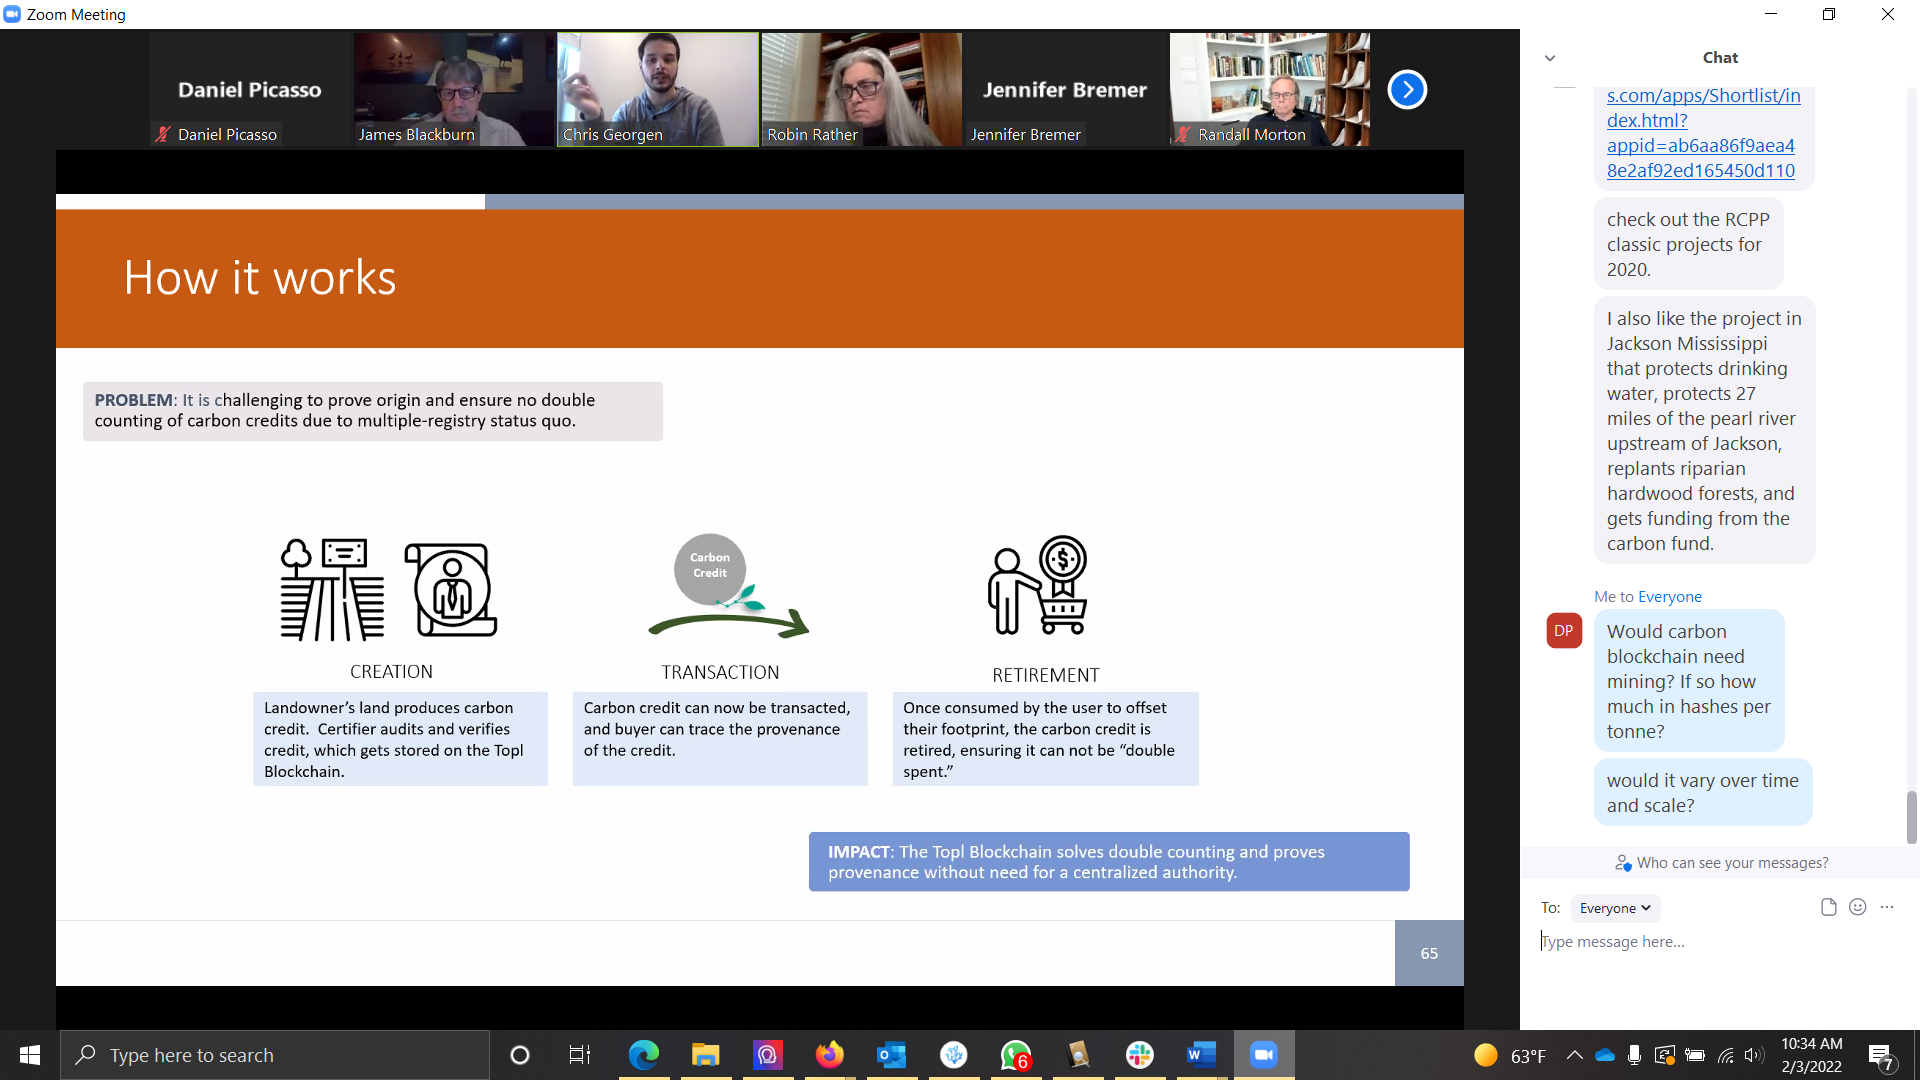 Zoom Meeting
Daniel Picasso
Daniel Picasso
James Blackburn
Chris Georgen
Robin Rather
Jennifer Bremer
Jennifer Bremer
Randall Morton
How it works
PROBLEM: It is challenging to prove origin and ensure no double
counting of carbon credits due to multiple-registry status quo.
Carbon
Credit
CREATION
Landowner’s land produces carbon
credit. Certifier audits and verifies
credit, which gets stored on the Topl
Blockchain.
TRANSACTION
Carbon credit can now be transacted,
and buyer can trace the provenance
of the credit.
RETIREMENT
Once consumed by the user to offset
their footprint, the carbon credit is
retired, ensuring it can not be “double
spent.”
IMPACT: The Topl Blockchain solves double counting and proves
provenance without need for a centralized authority.
65
Chat
s.com/apps/Shortlist/in
dex.html?
appid=ab6aa86f9aea4
8e2af92ed165450d110
check out the RCPP
classic projects for
2020.
I also like the project in
Jackson Mississippi
that protects drinking
water, protects 27
miles of the pearl river
upstream of Jackson,
replants riparian
hardwood forests, and
gets funding from the
carbon fund.
Me to Everyone
DP
Would carbon
blockchain need
mining? If so how
much in hashes per
tonne?
would it vary over time
and scale?
Who can see your messages?
To: Everyone
Type message here...
Type here to search
6
63°F
10:34 AM
2/3/2022
7